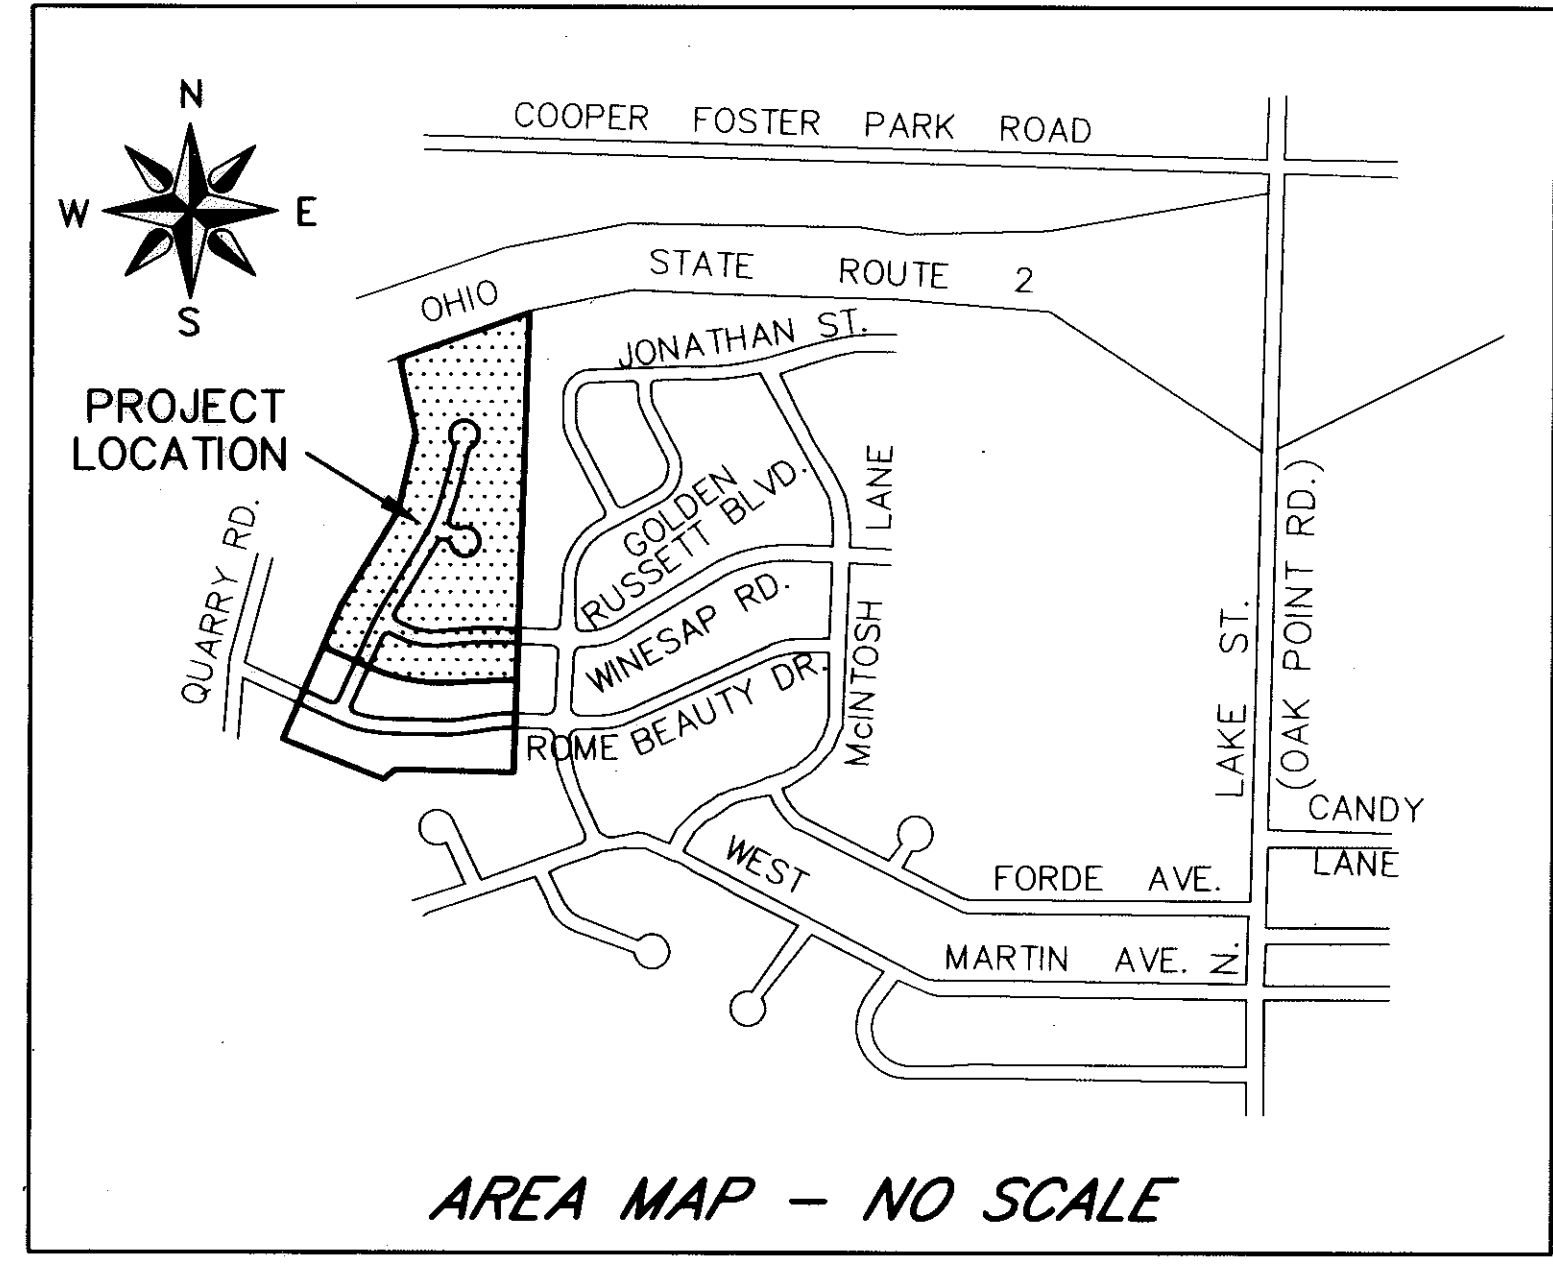 N
COOPER FOSTER PARK ROAD
W E
S
OHIO STATE ROUTE 2
JONATHAN ST.
PROJECT
LOCATION
GOLDEN
RUSSETT BLVD.
LANE
McINTOSH
QUARRY RD.
WINESAP RD.
ROME BEAUTY DR.
N. LAKE ST.
(OAK POINT RD.)
CANDY
LANE
WEST
FORDE AVE.
MARTIN AVE.
AREA MAP - NO SCALE